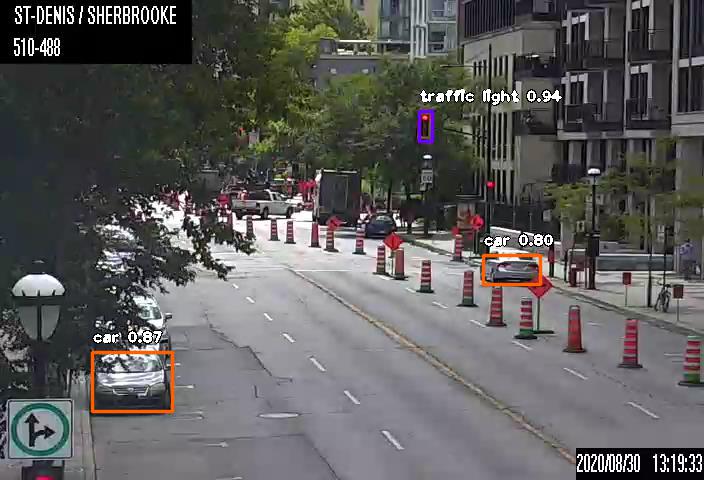 ST-DENIS / SHERBROOKE
510-488
traffic light 0.94
car 0.80
car 0.87
2020/08/30 13:19:33